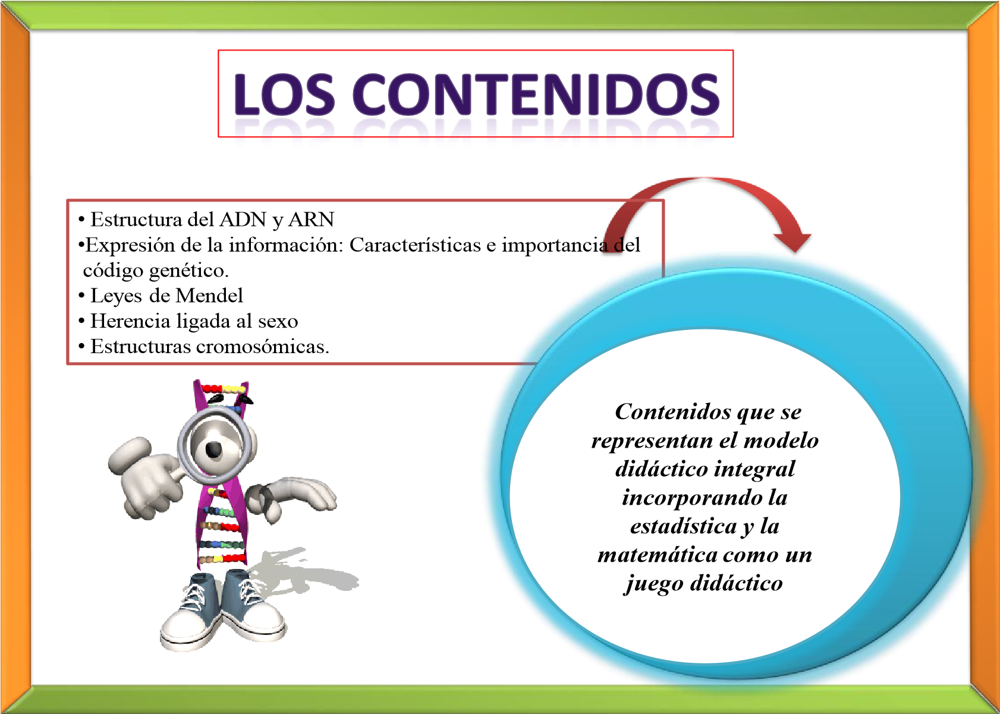 LOS CONTENIDOS
• Estructura del ADN y ARN
•Expresión de la información: Características e importancia del
código genético.
• Leyes de Mendel
• Herencia ligada al sexo
• Estructuras cromosómicas.
Contenidos que se
representan el modelo
didáctico integral
incorporando la
estadística y la
matemática como un
juego didáctico